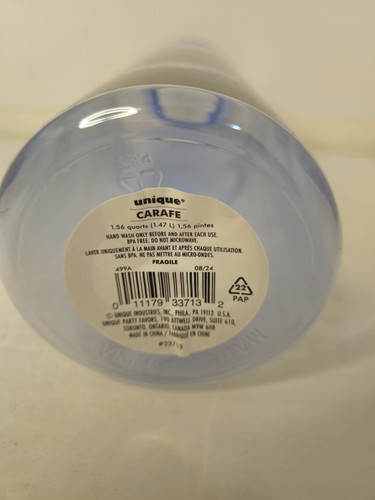 unique®
CARAFE
1.56 quarts (1.47 L) 1,56 pintes
HAND WASH ONLY BEFORE AND AFTER EACH USE.
BPA FREE. DO NOT MICROWAVE.
LAVER UNIQUEMENT À LA MAIN AVANT ET APRÈS CHAQUE UTILISATION.
SANS BPA. NE PAS METTRE AU MICRO-ONDES.
FRAGILE
499A 08/24
0 11179 33713 2
22
PAP
© UNIQUE INDUSTRIES, INC., PHILA., PA 19112 U.S.A.
UNIQUE PARTY FAVORS, 190 ATTWELL DRIVE, SUITE 610,
TORONTO, ONTARIO, CANADA M9W 6H8
MADE IN CHINA / FABRIQUÉ EN CHINE
#33713